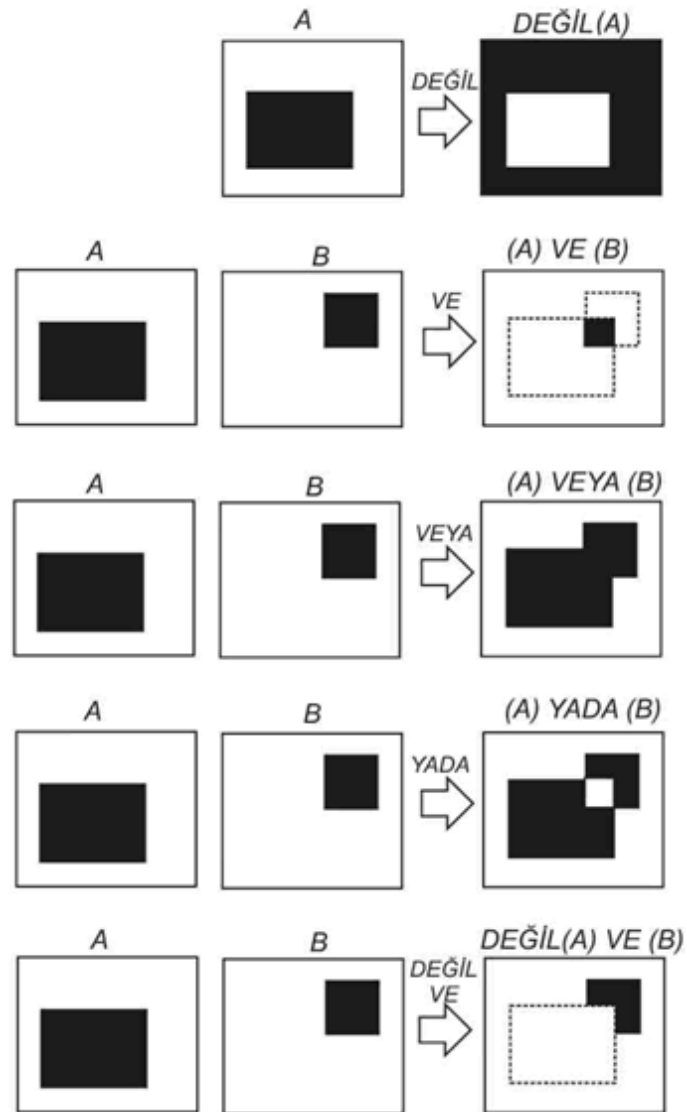 A DEĞİL(A)
DEĞİL
A B (A) VE (B)
VE
A B (A) VEYA (B)
VEYA
A B (A) YADA (B)
YADA
A B DEĞİL(A) VE (B)
DEĞİL
VE